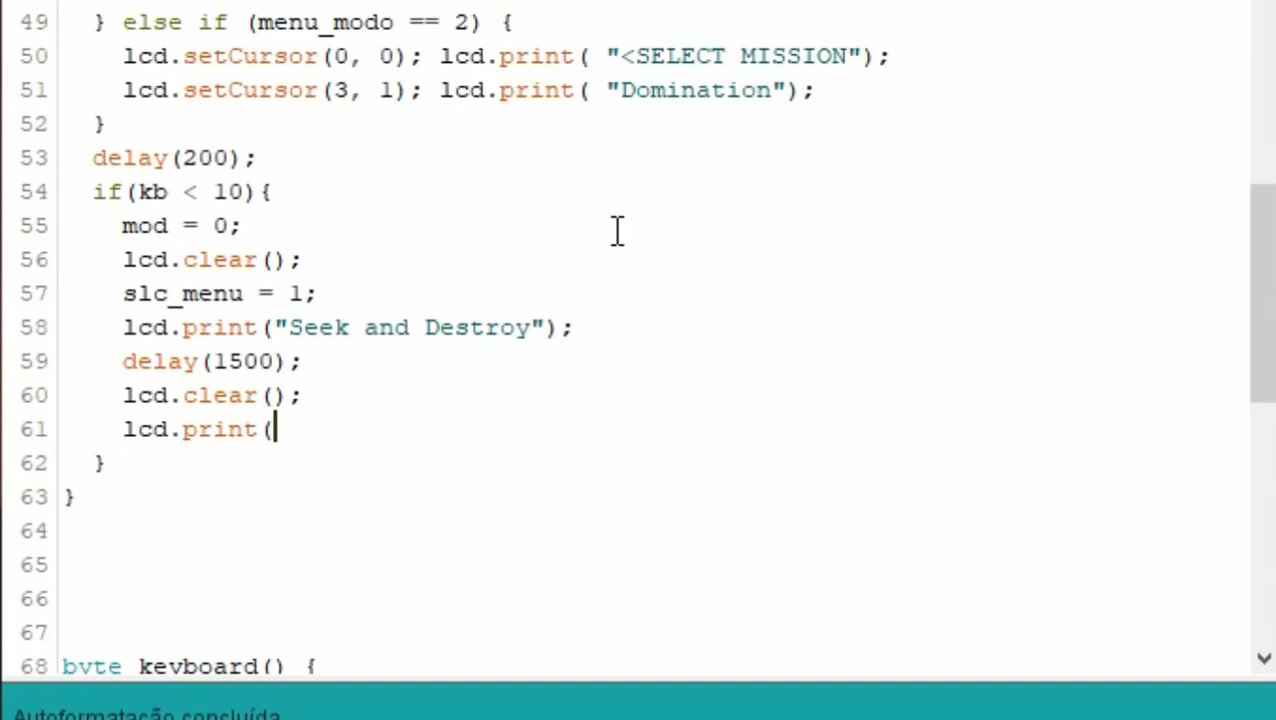 49 } else if (menu_modo == 2) {
50 lcd.setCursor(0, 0); lcd.print( "<SELECT MISSION");
51 lcd.setCursor(3, 1); lcd.print( "Domination");
52 }
53 delay(200);
54 if(kb < 10){
55 mod = 0;
56 lcd.clear();
57 slc_menu = 1;
58 lcd.print("Seek and Destroy");
59 delay(1500);
60 lcd.clear();
61 lcd.print(
62 }
63 }
64
65
66
67
68 byte keyboard() {
Autoformatação concluída